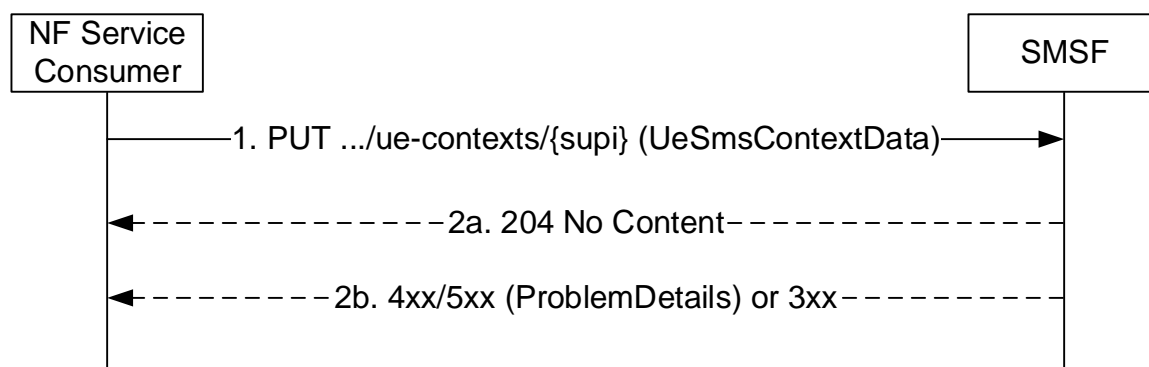 NF Service
Consumer
SMSF
1. PUT .../ue-contexts/{supi} (UeSmsContextData)
2a. 204 No Content
2b. 4xx/5xx (ProblemDetails) or 3xx